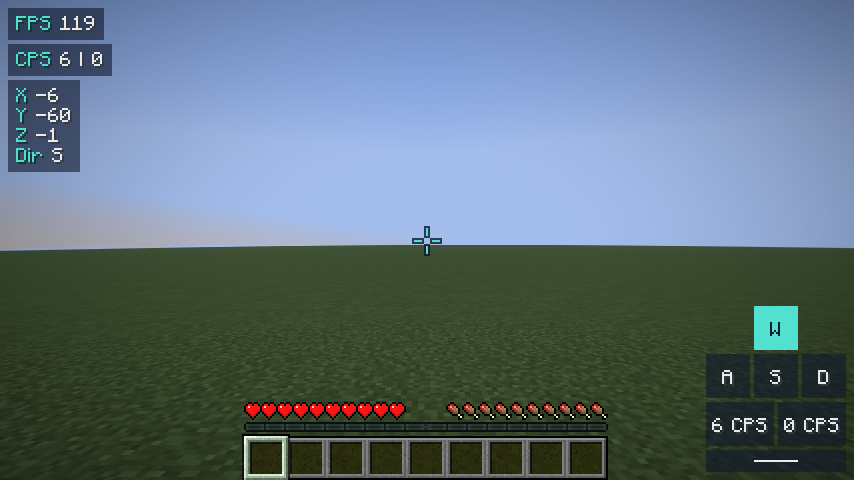 FPS 119
CPS 6 | 0
X -6
Y -60
Z -1
Dir S
W
A S D
6 CPS 0 CPS